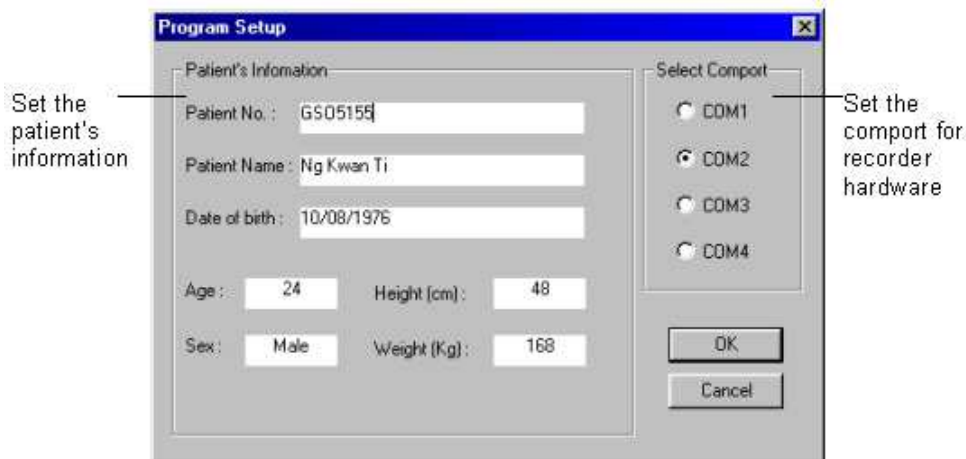 Program Setup
Patient's Infomation
Select Comport
Set the
patient's
information
Patient No. : GS05155
COM1
Set the
comport for
recorder
hardware
Patient Name : Ng Kwan Ti
COM2
Date of birth : 10/08/1976
COM3
COM4
Age : 24 Height (cm) : 48
Sex : Male Weight (Kg) : 168
OK
Cancel